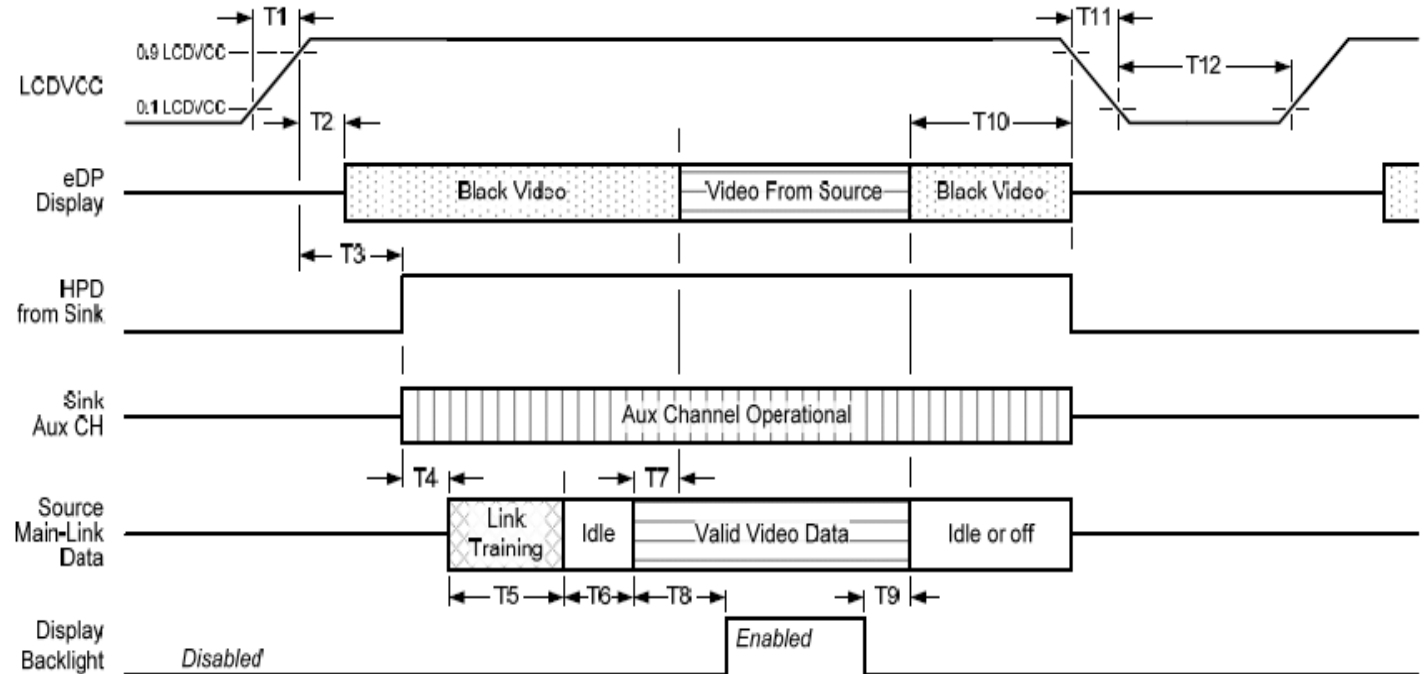 T1
T11
0.9 LCDVCC
T12
LCDVCC
0.1 LCDVCC
T2
T10
eDP
Display
Black Video
Video From Source
Black Video
T3
HPD
from Sink
Sink
Aux CH
Aux Channel Operational
T4
T7
Source
Main-Link
Data
Link
Training
Idle
Valid Video Data
Idle or off
T5
T6
T8
T9
Display
Backlight
Disabled
Enabled